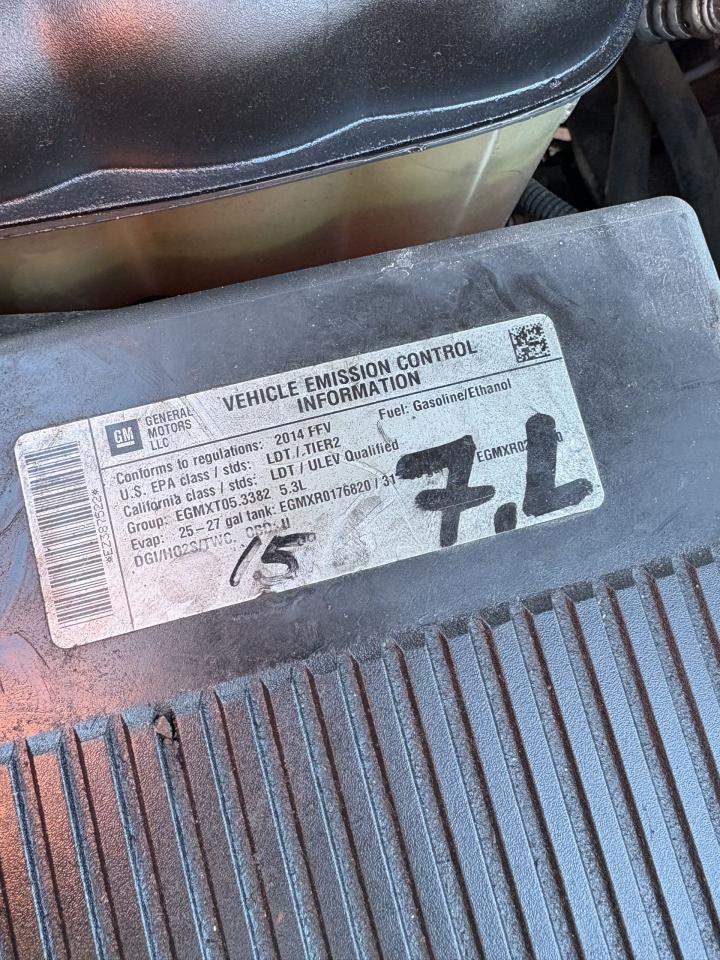 VEHICLE EMISSION CONTROL
INFORMATION
GM
GENERAL
MOTORS
LLC
Conforms to regulations: 2014 FFV
Fuel: Gasoline/Ethanol
U.S. EPA class / stds: LDT / TIER2
California class / stds: LDT / ULEV Qualified
Group: EGMXT05.3382 5.3L
Evap: 25 – 27 gal tank: EGMXR0176820 / 31
DGI/HO2S/TWC, OBD: II
7.L
15